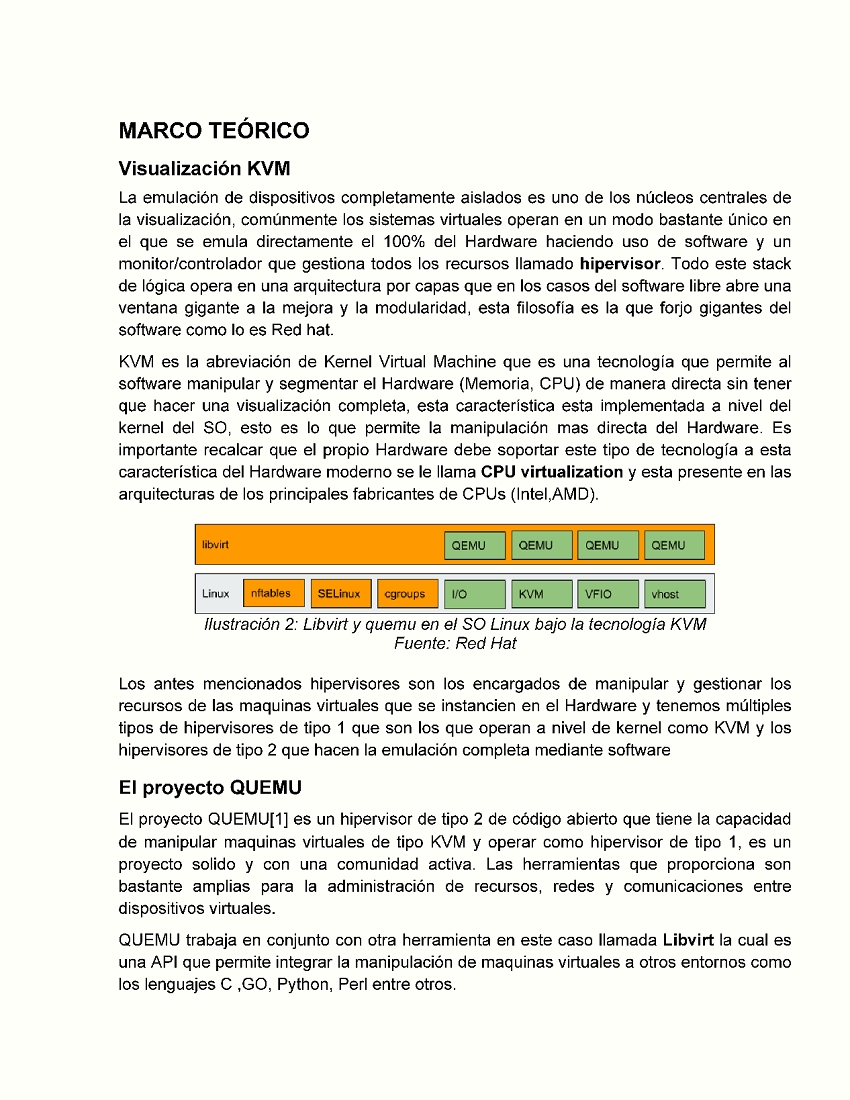 MARCO TEÓRICO
Visualización KVM
La emulación de dispositivos completamente aislados es uno de los núcleos centrales de
la visualización, comúnmente los sistemas virtuales operan en un modo bastante único en
el que se emula directamente el 100% del Hardware haciendo uso de software y un
monitor/controlador que gestiona todos los recursos llamado hipervisor. Todo este stack
de lógica opera en una arquitectura por capas que en los casos del software libre abre una
ventana gigante a la mejora y la modularidad, esta filosofía es la que forjo gigantes del
software como lo es Red hat.
KVM es la abreviación de Kernel Virtual Machine que es una tecnología que permite al
software manipular y segmentar el Hardware (Memoria, CPU) de manera directa sin tener
que hacer una visualización completa, esta característica esta implementada a nivel del
kernel del SO, esto es lo que permite la manipulación mas directa del Hardware. Es
importante recalcar que el propio Hardware debe soportar este tipo de tecnología a esta
característica del Hardware moderno se le llama CPU virtualization y esta presente en las
arquitecturas de los principales fabricantes de CPUs (Intel,AMD).
libvirt QEMU QEMU QEMU QEMU
Linux nftables SELinux cgroups I/O KVM VFIO vhost
Ilustración 2: Libvirt y quemu en el SO Linux bajo la tecnología KVM
Fuente: Red Hat
Los antes mencionados hipervisores son los encargados de manipular y gestionar los
recursos de las maquinas virtuales que se instancien en el Hardware y tenemos múltiples
tipos de hipervisores de tipo 1 que son los que operan a nivel de kernel como KVM y los
hipervisores de tipo 2 que hacen la emulación completa mediante software
El proyecto QUEMU
El proyecto QUEMU[1] es un hipervisor de tipo 2 de código abierto que tiene la capacidad
de manipular maquinas virtuales de tipo KVM y operar como hipervisor de tipo 1, es un
proyecto solido y con una comunidad activa. Las herramientas que proporciona son
bastante amplias para la administración de recursos, redes y comunicaciones entre
dispositivos virtuales.
QUEMU trabaja en conjunto con otra herramienta en este caso llamada Libvirt la cual es
una API que permite integrar la manipulación de maquinas virtuales a otros entornos como
los lenguajes C ,GO, Python, Perl entre otros.